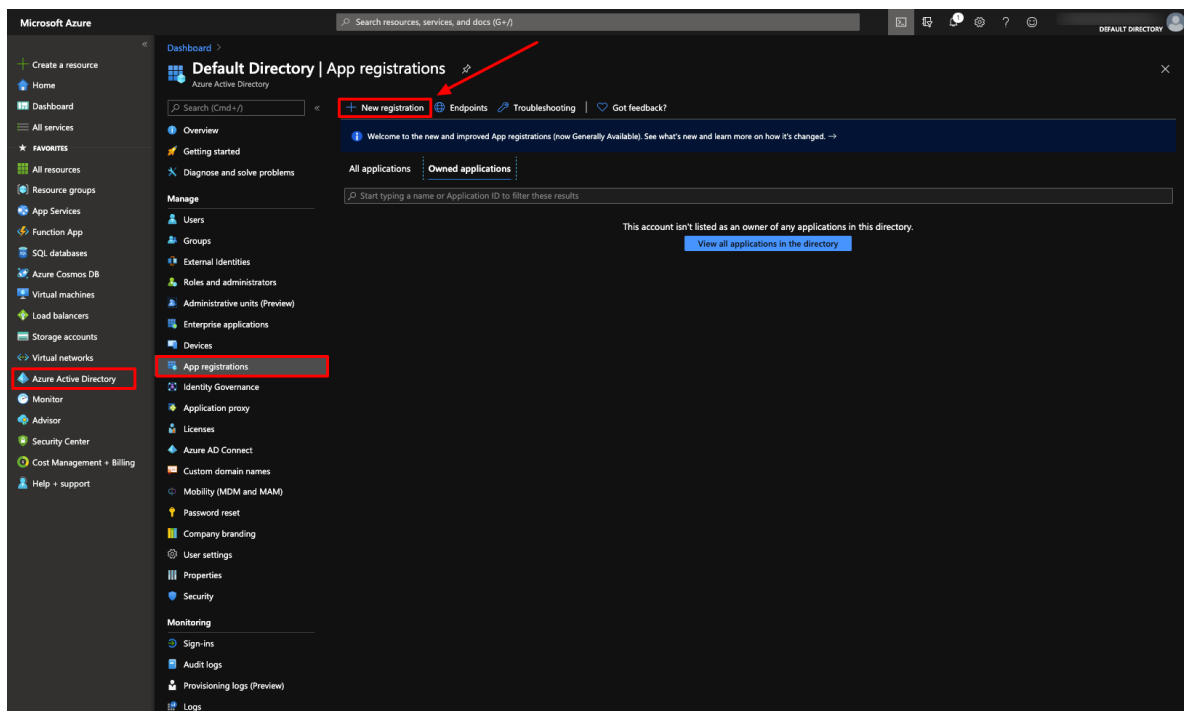 Microsoft Azure
Search resources, services, and docs (G+/)
1
DEFAULT DIRECTORY
Create a resource
Home
Dashboard
All services
FAVORITES
All resources
Resource groups
App Services
Function App
SQL databases
Azure Cosmos DB
Virtual machines
Load balancers
Storage accounts
Virtual networks
Azure Active Directory
Monitor
Advisor
Security Center
Cost Management + Billing
Help + support
Dashboard >
Default Directory | App registrations
Azure Active Directory
Search (Cmd+/)
Overview
Getting started
Diagnose and solve problems
Manage
Users
Groups
External Identities
Roles and administrators
Administrative units (Preview)
Enterprise applications
Devices
App registrations
Identity Governance
Application proxy
Licenses
Azure AD Connect
Custom domain names
Mobility (MDM and MAM)
Password reset
Company branding
User settings
Properties
Security
Monitoring
Sign-ins
Audit logs
Provisioning logs (Preview)
Logs
New registration Endpoints Troubleshooting Got feedback?
Welcome to the new and improved App registrations (now Generally Available). See what's new and learn more on how it's changed. →
All applications Owned applications
Start typing a name or Application ID to filter these results
This account isn't listed as an owner of any applications in this directory.
View all applications in the directory